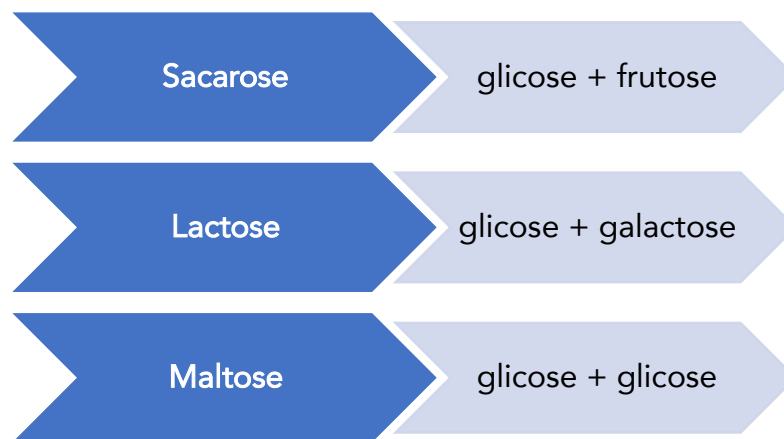 Sacarose
glicose + frutose
Lactose
glicose + galactose
Maltose
glicose + glicose